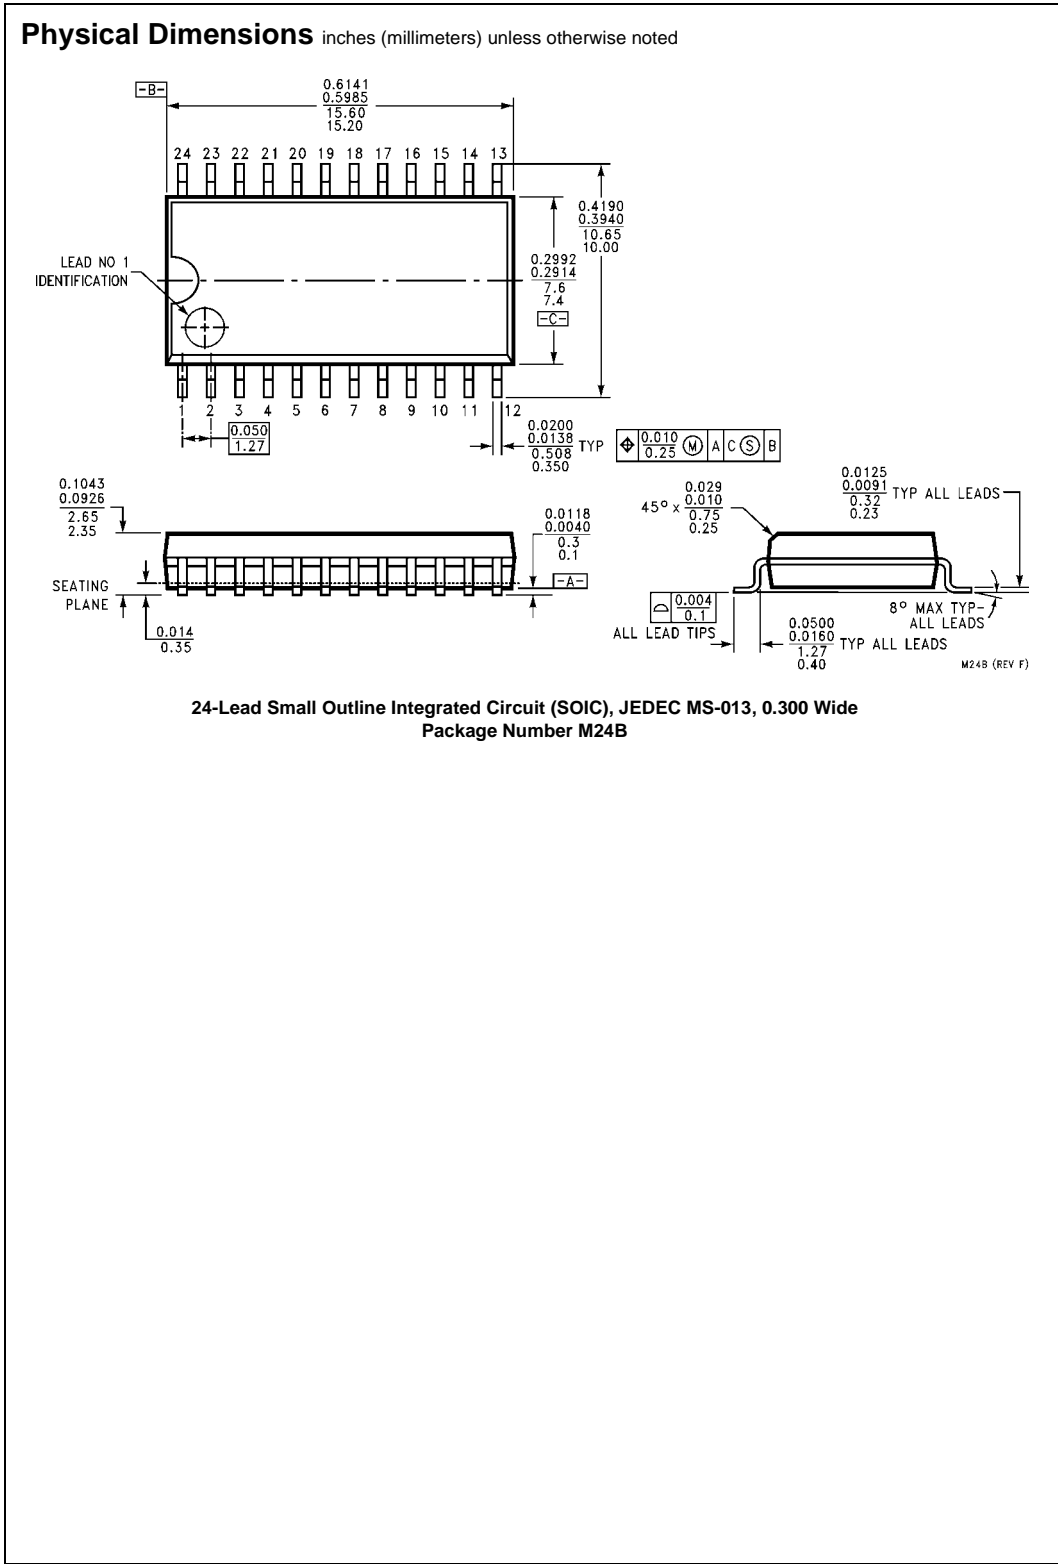 Physical Dimensions inches (millimeters) unless otherwise noted
-B-
0.6141
0.5985
15.60
15.20
24 23 22 21 20 19 18 17 16 15 14 13
0.4190
0.3940
10.65
10.00
LEAD NO 1
IDENTIFICATION
0.2992
0.2914
7.6
7.4
-C-
1 2 3 4 5 6 7 8 9 10 11 12
0.050
1.27
0.0200
0.0138
0.508
0.350
TYP
0.010
0.25
M A C S B
0.1043
0.0926
2.65
2.35
SEATING
PLANE
0.014
0.35
0.0118
0.0040
0.3
0.1
-A-
45° x
0.029
0.010
0.75
0.25
0.0125
0.0091
0.32
0.23
TYP ALL LEADS
0.004
0.1
ALL LEAD TIPS
0.0500
0.0160
1.27
0.40
TYP ALL LEADS
8° MAX TYP-
ALL LEADS
M24B (REV F)
24-Lead Small Outline Integrated Circuit (SOIC), JEDEC MS-013, 0.300 Wide
Package Number M24B